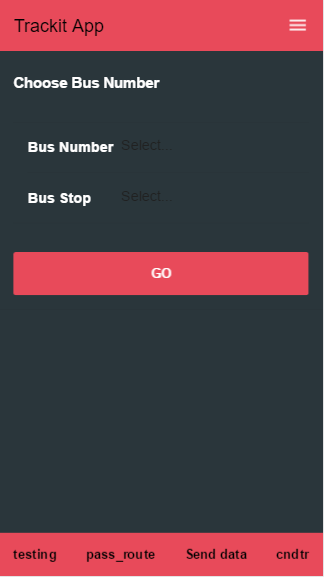 Trackit App
Choose Bus Number
Bus Number Select...
Bus Stop Select...
GO
testing pass_route Send data cndtr